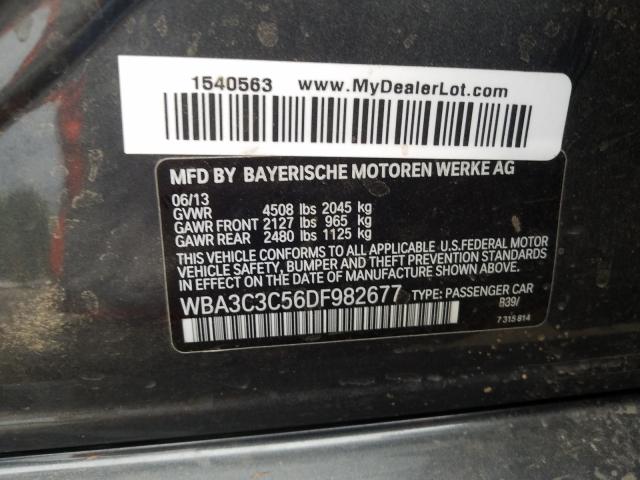 1540563 www.MyDealerLot.com
MFD BY BAYERISCHE MOTOREN WERKE AG
06/13
GVWR 4508 lbs 2045 kg
GAWR FRONT 2127 lbs 965 kg
GAWR REAR 2480 lbs 1125 kg
THIS VEHICLE CONFORMS TO ALL APPLICABLE U.S.FEDERAL MOTOR
VEHICLE SAFETY, BUMPER, AND THEFT PREVENTION STANDARDS
IN EFFECT ON THE DATE OF MANUFACTURE SHOWN ABOVE.
WBA3C3C56DF982677 TYPE: PASSENGER CAR
B39/
7 315 814